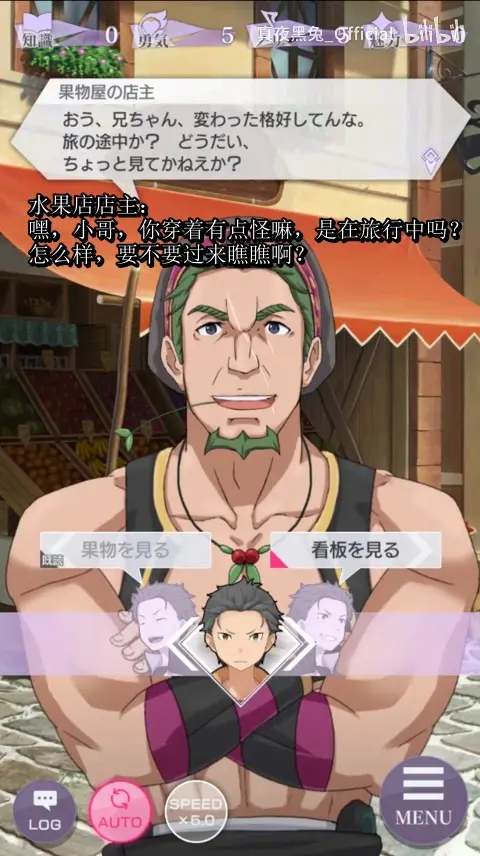 知識 0 勇気 5
真夜黑兔_Official bilibili
果物屋の店主
おう、兄ちゃん、変わった格好してんな。
旅の途中か？　どうだい、
ちょっと見てかねえか？
水果店店主:
嘿，小哥，你穿着有点怪嘛，是在旅行中吗？
怎么样，要不要过来瞧瞧啊？
果物を見る
看板を見る
既読
LOG
AUTO
SPEED
×5.0
MENU